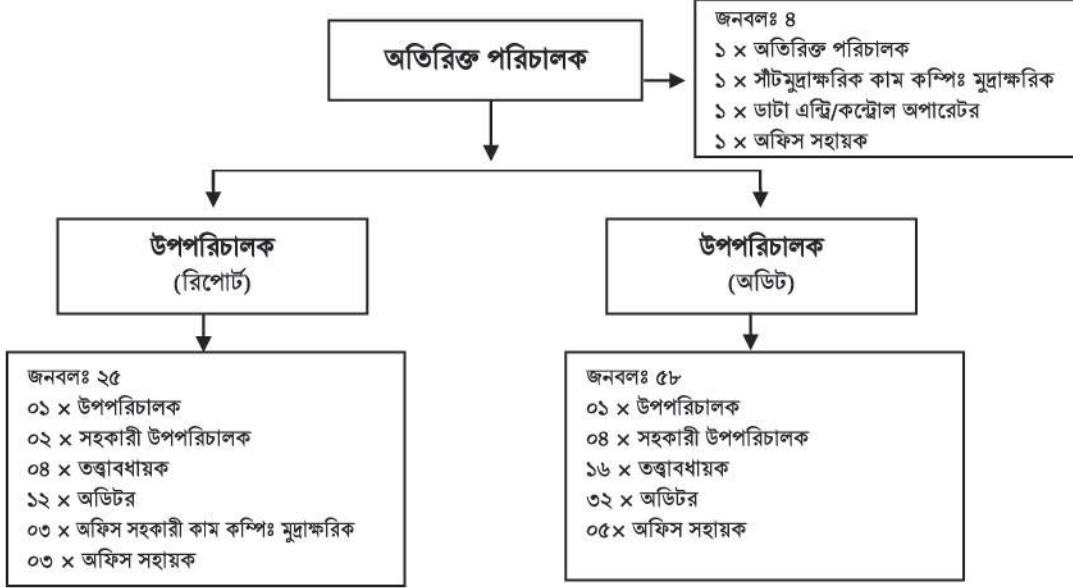 অতিরিক্ত পরিচালক
জনবলঃ ৪
১ × অতিরিক্ত পরিচালক
১ × সাঁটমুদ্রাক্ষরিক কাম কম্পিঃ মুদ্রাক্ষরিক
১ × ডাটা এন্ট্রি/কন্ট্রোল অপারেটর
১ × অফিস সহায়ক
উপপরিচালক
(রিপোর্ট)
উপপরিচালক
(অডিট)
জনবলঃ ২৫
০১ × উপপরিচালক
০২ × সহকারী উপপরিচালক
০৪ × তত্ত্বাবধায়ক
১২ × অডিটর
০৩ × অফিস সহকারী কাম কম্পিঃ মুদ্রাক্ষরিক
০৩ × অফিস সহায়ক
জনবলঃ ৫৮
০১ × উপপরিচালক
০৪ × সহকারী উপপরিচালক
১৬ × তত্ত্বাবধায়ক
৩২ × অডিটর
০৫× অফিস সহায়ক